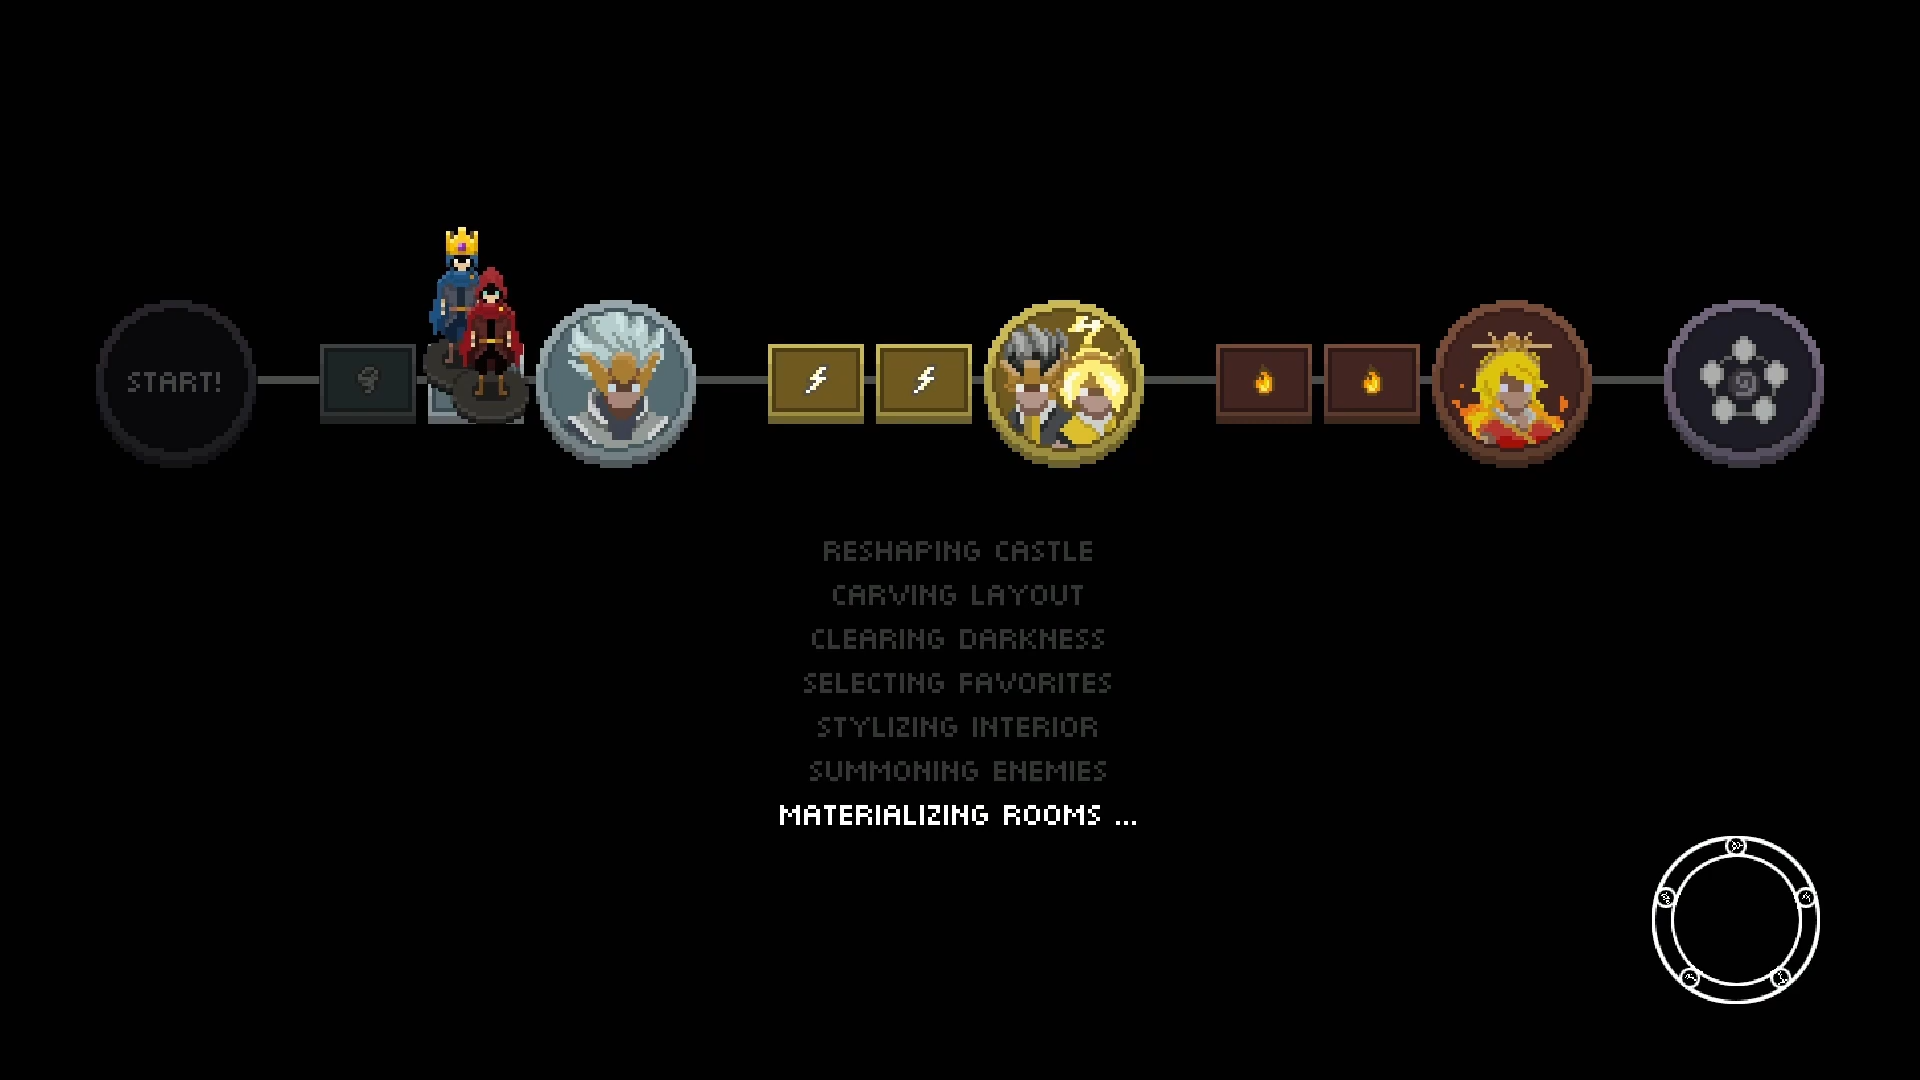 START!
RESHAPING CASTLE
CARVING LAYOUT
CLEARING DARKNESS
SELECTING FAVORITES
STYLIZING INTERIOR
SUMMONING ENEMIES
MATERIALIZING ROOMS ...